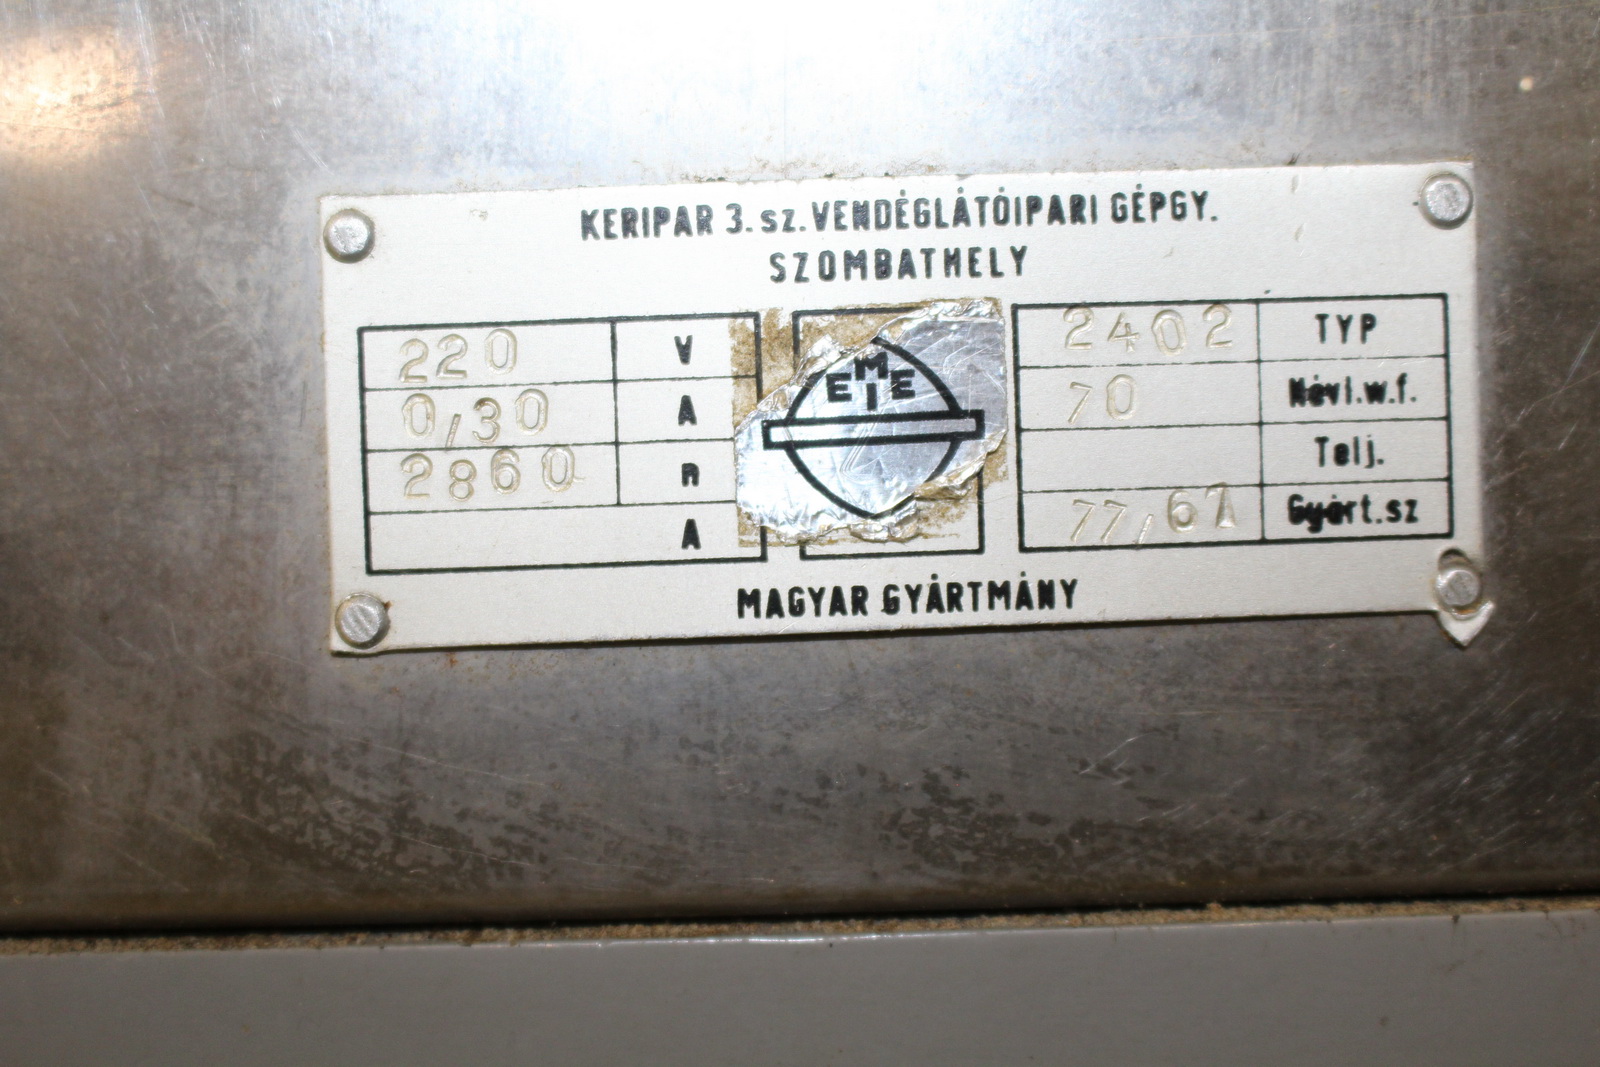 KERIPAR 3. sz. VENDÉGLÁTÓIPARI GÉPGY.
SZOMBATHELY
220 V
0,30 A
2860 n
A
EMEI
2402 TYP
70 Névl.w.f.
Telj.
77,67 Gyárt.sz
MAGYAR GYÁRTMÁNY